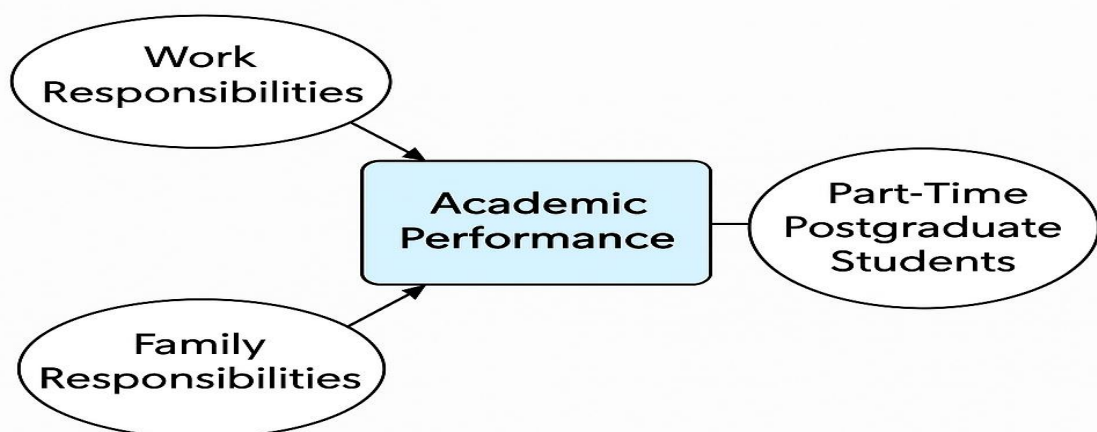 Work
Responsibilities
Academic
Performance
Part-Time
Postgraduate
Students
Family
Responsibilities